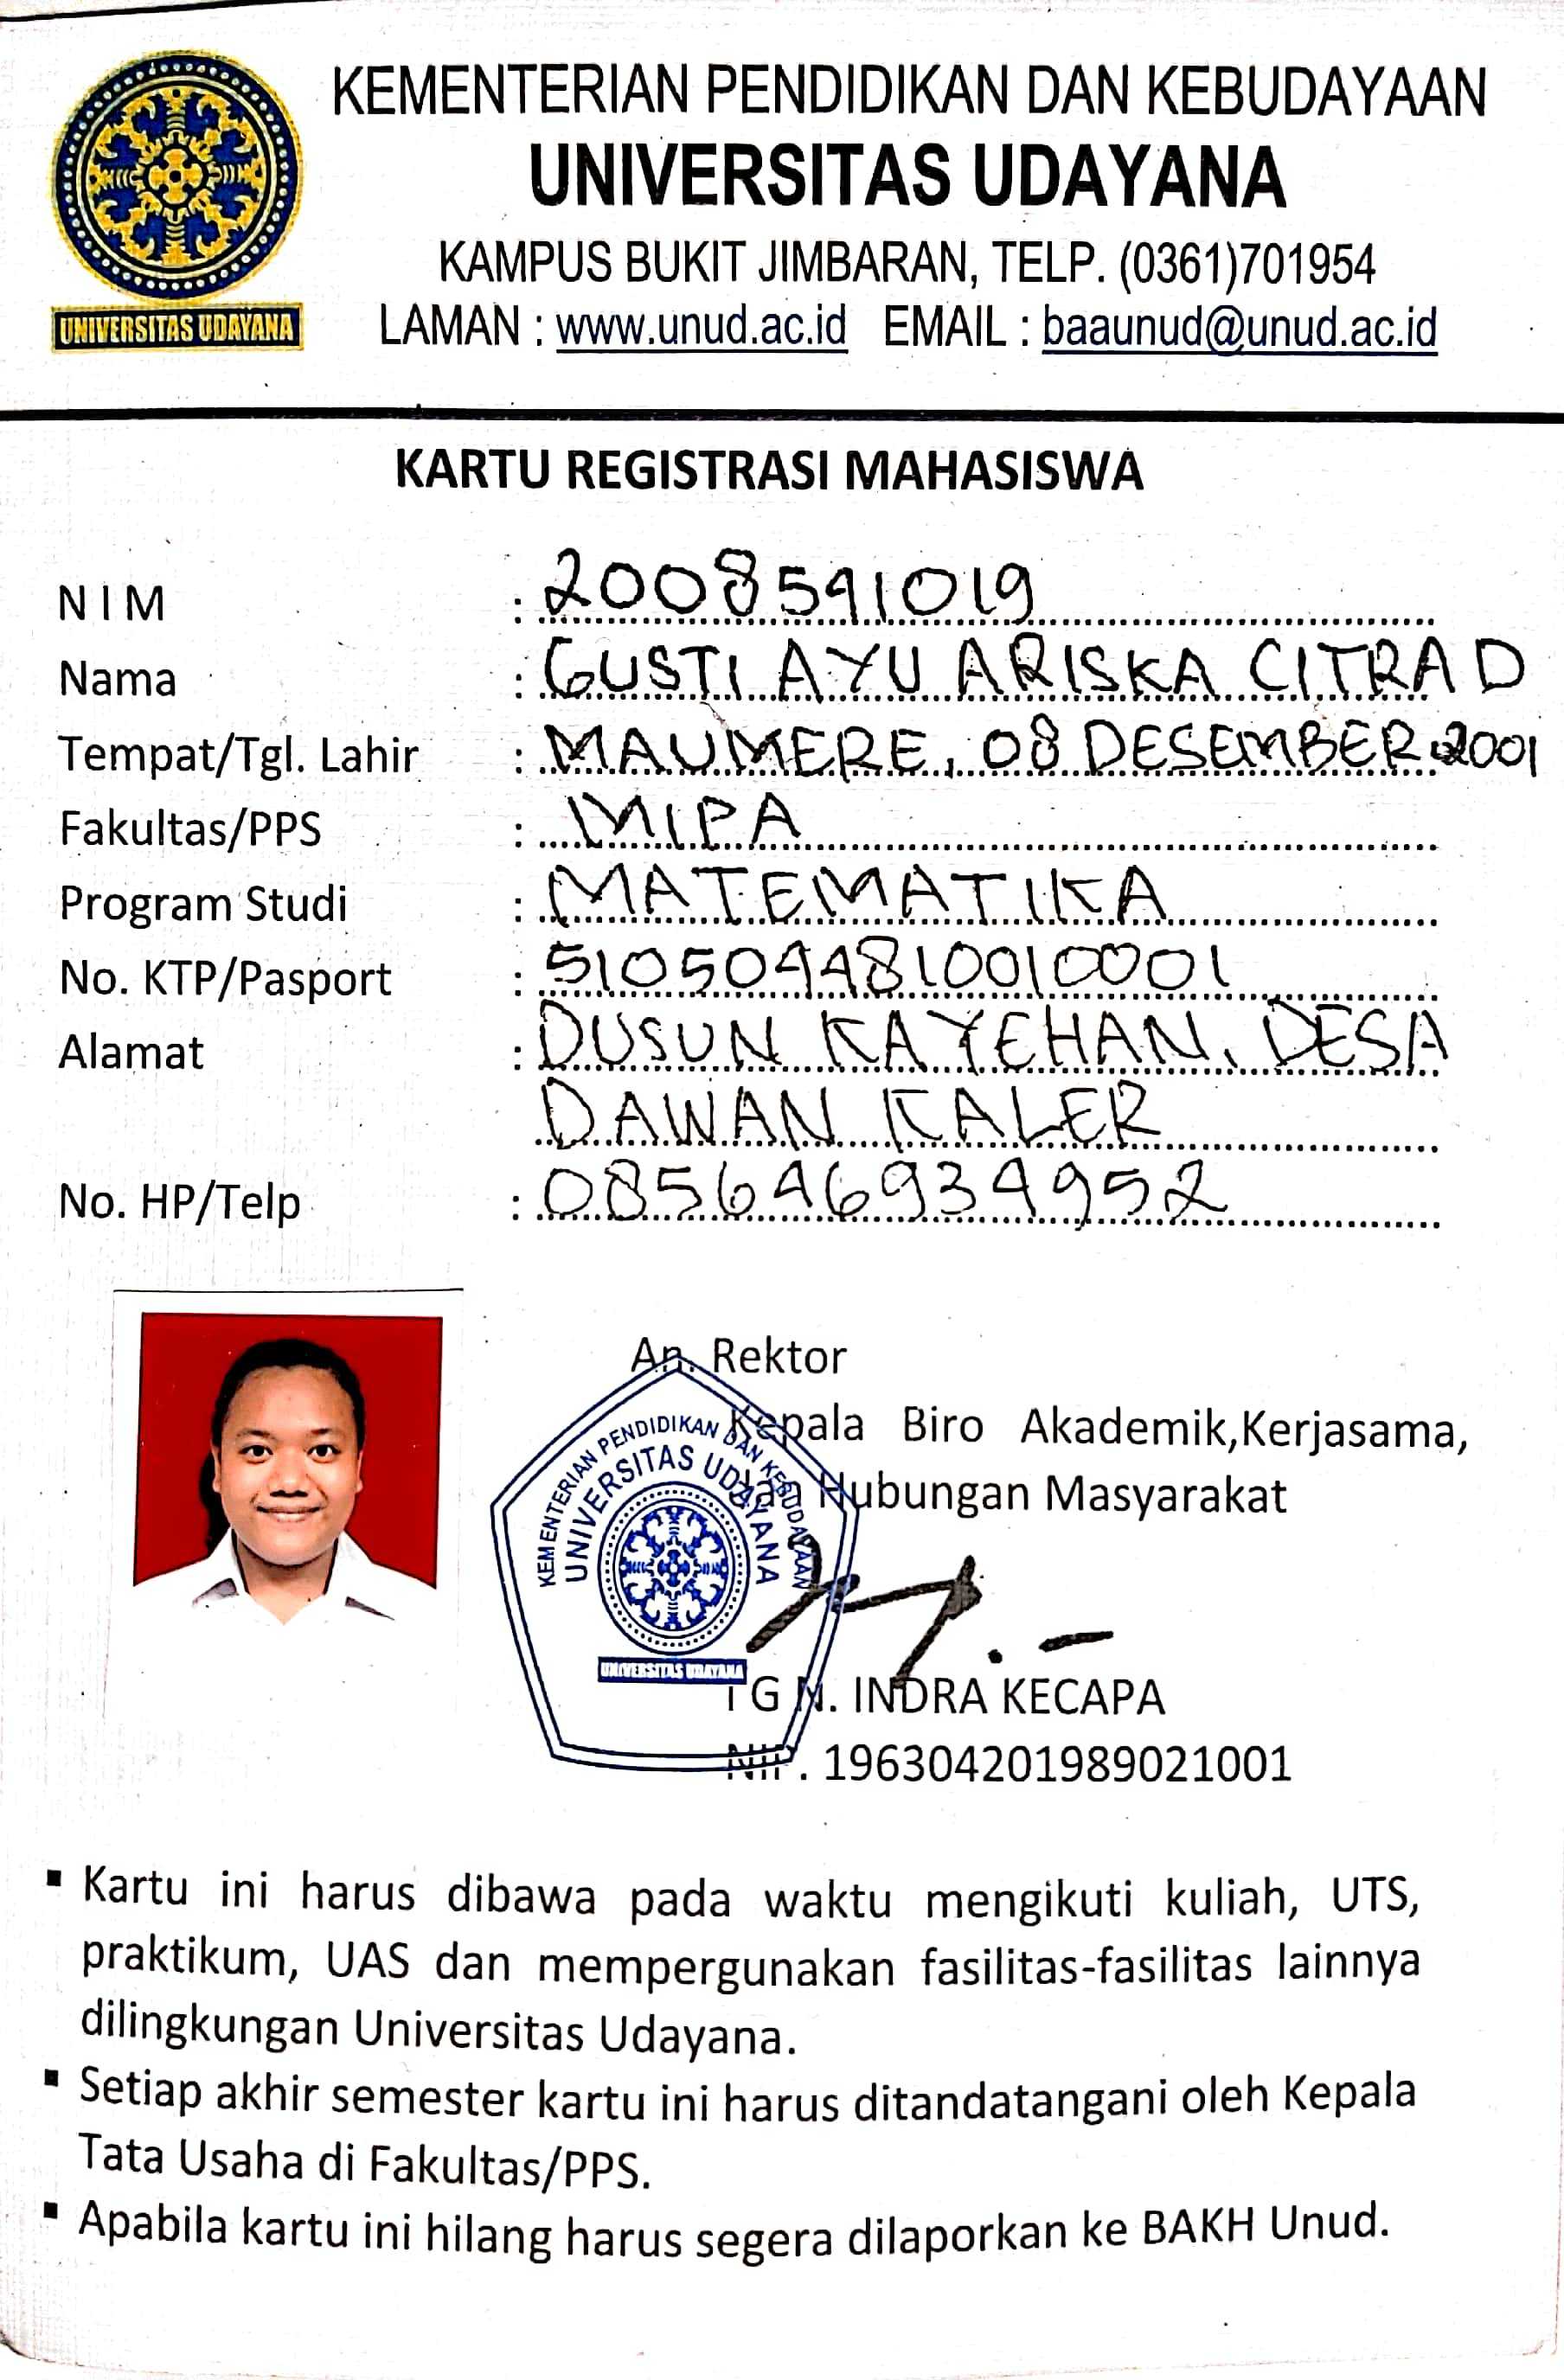 KEMENTERIAN PENDIDIKAN DAN KEBUDAYAAN
UNIVERSITAS UDAYANA
KAMPUS BUKIT JIMBARAN, TELP. (0361)701954
LAMAN : www.unud.ac.id EMAIL : baaunud@unud.ac.id
UNIVERSITAS UDAYANA
KARTU REGISTRASI MAHASISWA
NIM : 2008541019
Nama : GUSTI AYU ARISKA CITRA D
Tempat/Tgl. Lahir : MAUMERE, 08 DESEMBER 2001
Fakultas/PPS : MIPA
Program Studi : MATEMATIKA
No. KTP/Pasport : 5105044810010001
Alamat : DUSUN KAYEHAN, DESA
DAWAN KALER
No. HP/Telp : 085646934952
An. Rektor
Kepala Biro Akademik,Kerjasama,
dan Hubungan Masyarakat
KEMENTERIAN PENDIDIKAN DAN KEBUDAYAAN
UNIVERSITAS UDAYANA
UNIVERSITAS UDAYANA
I G N. INDRA KECAPA
NIP. 196304201989021001
▪ Kartu ini harus dibawa pada waktu mengikuti kuliah, UTS,
praktikum, UAS dan mempergunakan fasilitas-fasilitas lainnya
dilingkungan Universitas Udayana.
▪ Setiap akhir semester kartu ini harus ditandatangani oleh Kepala
Tata Usaha di Fakultas/PPS.
▪ Apabila kartu ini hilang harus segera dilaporkan ke BAKH Unud.